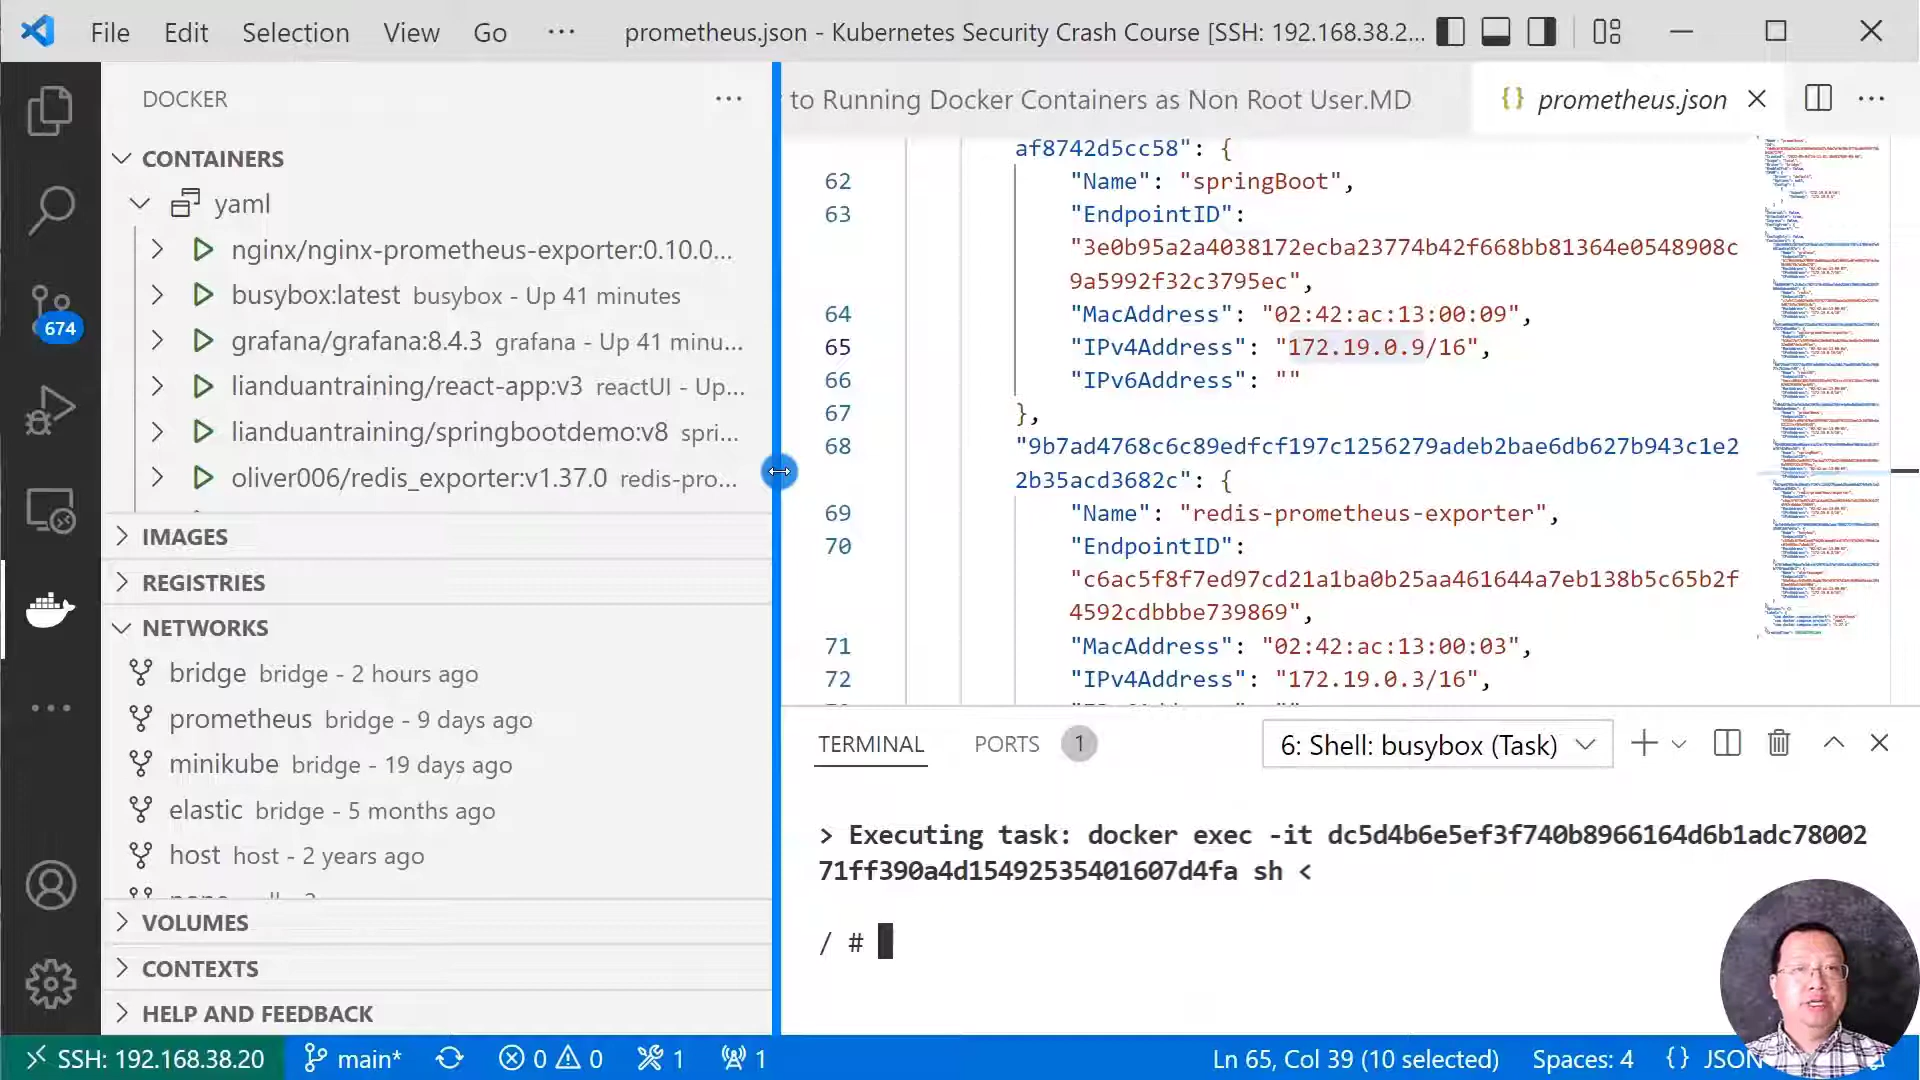 File Edit Selection View Go ··· prometheus.json - Kubernetes Security Crash Course [SSH: 192.168.38.2...
DOCKER
CONTAINERS
yaml
nginx/nginx-prometheus-exporter:0.10.0...
busybox:latest busybox - Up 41 minutes
grafana/grafana:8.4.3 grafana - Up 41 minu...
lianduantraining/react-app:v3 reactUI - Up...
lianduantraining/springbootdemo:v8 spri...
oliver006/redis_exporter:v1.37.0 redis-pro...
IMAGES
REGISTRIES
NETWORKS
bridge bridge - 2 hours ago
prometheus bridge - 9 days ago
minikube bridge - 19 days ago
elastic bridge - 5 months ago
host host - 2 years ago
VOLUMES
CONTEXTS
HELP AND FEEDBACK
674
to Running Docker Containers as Non Root User.MD
{} prometheus.json
af8742d5cc58": {
62 "Name": "springBoot",
63 "EndpointID":
"3e0b95a2a4038172ecba23774b42f668bb81364e0548908c
9a5992f32c3795ec",
64 "MacAddress": "02:42:ac:13:00:09",
65 "IPv4Address": "172.19.0.9/16",
66 "IPv6Address": ""
67 },
68 "9b7ad4768c6c89edfcf197c1256279adeb2bae6db627b943c1e2
2b35acd3682c": {
69 "Name": "redis-prometheus-exporter",
70 "EndpointID":
"c6ac5f8f7ed97cd21a1ba0b25aa461644a7eb138b5c65b2f
4592cdbbbe739869",
71 "MacAddress": "02:42:ac:13:00:03",
72 "IPv4Address": "172.19.0.3/16",
TERMINAL PORTS 1 6: Shell: busybox (Task)
> Executing task: docker exec -it dc5d4b6e5ef3f740b8966164d6b1adc78002
71ff390a4d15492535401607d4fa sh <
/ #
SSH: 192.168.38.20 main* 0 0 1 1 Ln 65, Col 39 (10 selected) Spaces: 4 {} JSON